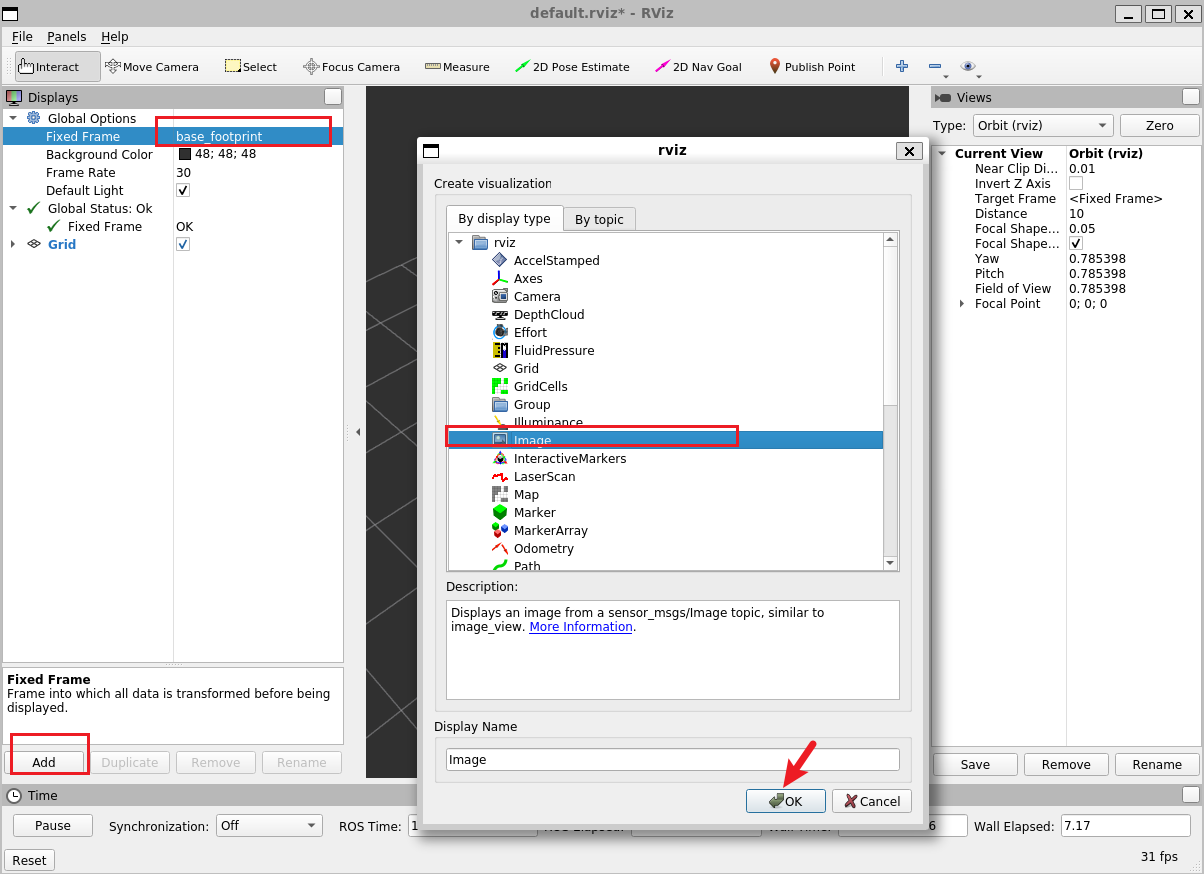 default.rviz* - RViz
File Panels Help
Interact Move Camera Select Focus Camera Measure 2D Pose Estimate 2D Nav Goal Publish Point
Displays
Global Options
Fixed Frame base_footprint
Background Color 48; 48; 48
Frame Rate 30
Default Light
Global Status: Ok
Fixed Frame OK
Grid
Fixed Frame
Frame into which all data is transformed before being
displayed.
Add Duplicate Remove Rename
rviz
Create visualization
By display type By topic
rviz
AccelStamped
Axes
Camera
DepthCloud
Effort
FluidPressure
Grid
GridCells
Group
Illuminance
Image
InteractiveMarkers
LaserScan
Map
Marker
MarkerArray
Odometry
Path
Description:
Displays an image from a sensor_msgs/Image topic, similar to
image_view. More Information.
Display Name
Image
OK Cancel
Views
Type: Orbit (rviz) Zero
Current View Orbit (rviz)
Near Clip Di... 0.01
Invert Z Axis
Target Frame <Fixed Frame>
Distance 10
Focal Shape... 0.05
Focal Shape...
Yaw 0.785398
Pitch 0.785398
Field of View 0.785398
Focal Point 0; 0; 0
Save Remove Rename
Time
Pause Synchronization: Off ROS Time: 1 6 Wall Elapsed: 7.17
Reset 31 fps